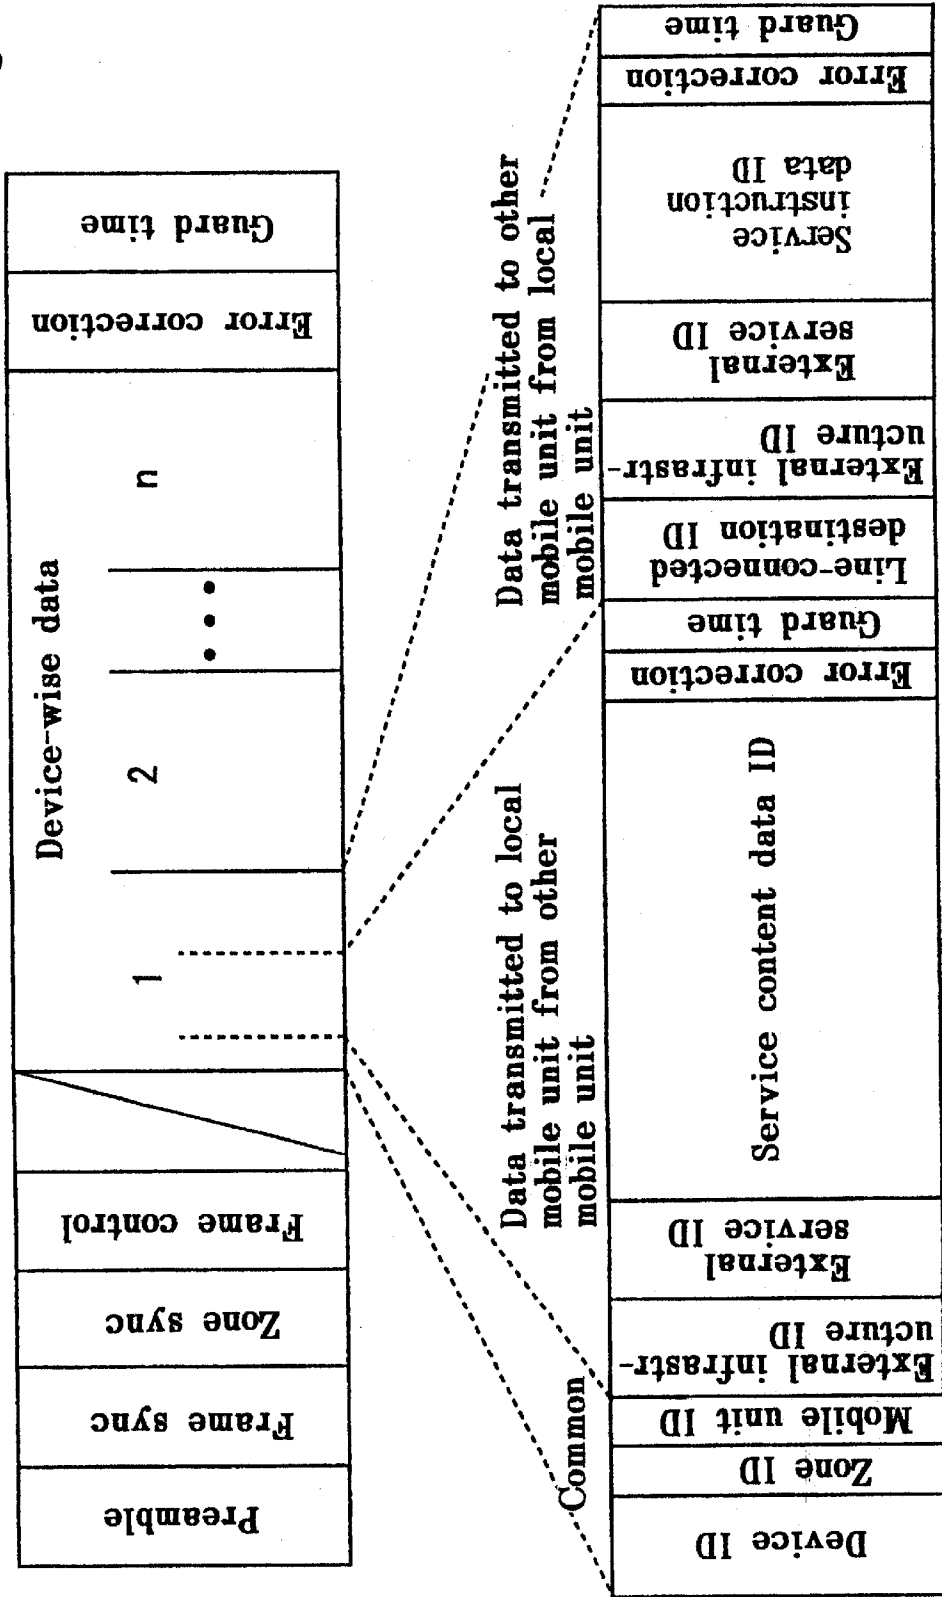 Preamble
Frame sync
Zone sync
Frame control
Device-wise data
1
2
•••
n
Error correction
Guard time
Common
Data transmitted to local
mobile unit from other
mobile unit
Data transmitted to other
mobile unit from local
mobile unit
Device ID
Zone ID
Mobile unit ID
External infrastr-
ucture ID
External
service ID
Service content data ID
Error correction
Guard time
Line-connected
destination ID
External infrastr-
ucture ID
External
service ID
Service
instruction
data ID
Error correction
Guard time